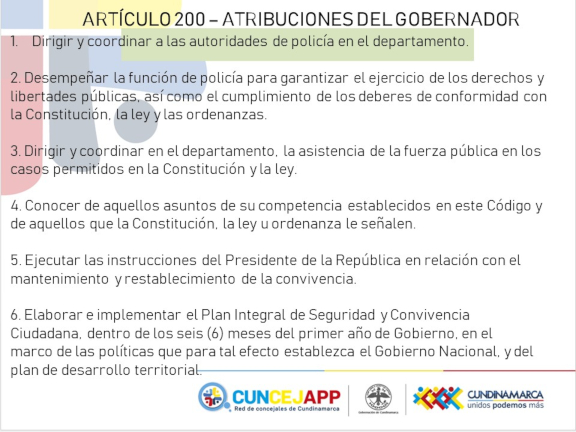 ARTÍCULO 200 – ATRIBUCIONES DEL GOBERNADOR
1. Dirigir y coordinar a las autoridades de policía en el departamento.
2. Desempeñar la función de policía para garantizar el ejercicio de los derechos y
libertades públicas, así como el cumplimiento de los deberes de conformidad con
la Constitución, la ley y las ordenanzas.
3. Dirigir y coordinar en el departamento, la asistencia de la fuerza pública en los
casos permitidos en la Constitución y la ley.
4. Conocer de aquellos asuntos de su competencia establecidos en este Código y
de aquellos que la Constitución, la ley u ordenanza le señalen.
5. Ejecutar las instrucciones del Presidente de la República en relación con el
mantenimiento y restablecimiento de la convivencia.
6. Elaborar e implementar el Plan Integral de Seguridad y Convivencia
Ciudadana, dentro de los seis (6) meses del primer año de Gobierno, en el
marco de las políticas que para tal efecto establezca el Gobierno Nacional, y del
plan de desarrollo territorial.
CUNCEJAPP
Red de concejales de Cundinamarca
CUNDINAMARCA
unidos podemos más